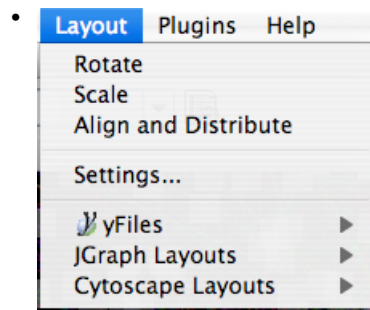 Layout Plugins Help
Rotate
Scale
Align and Distribute
Settings...
yFiles
JGraph Layouts
Cytoscape Layouts